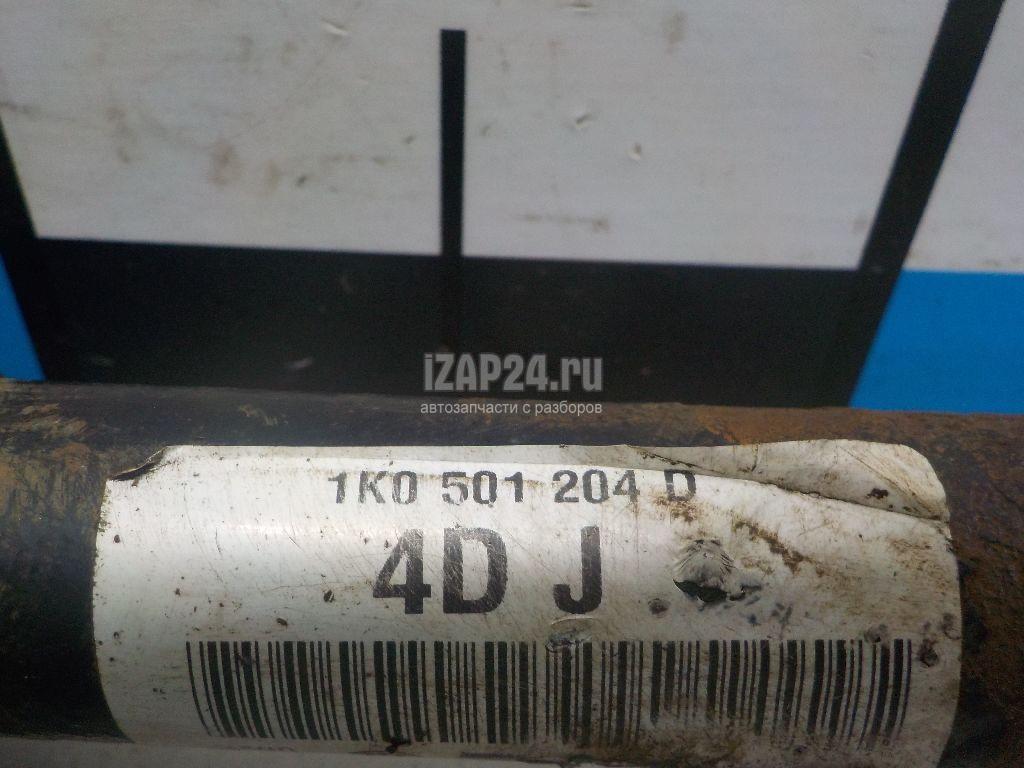 iZAP24.ru
автозапчасти с разборов
1K0 501 204 D
4D J